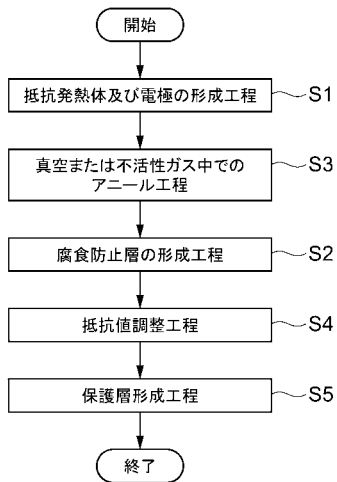 開始
抵抗発熱体及び電極の形成工程 S1
真空または不活性ガス中での
アニール工程 S3
腐食防止層の形成工程 S2
抵抗値調整工程 S4
保護層形成工程 S5
終了